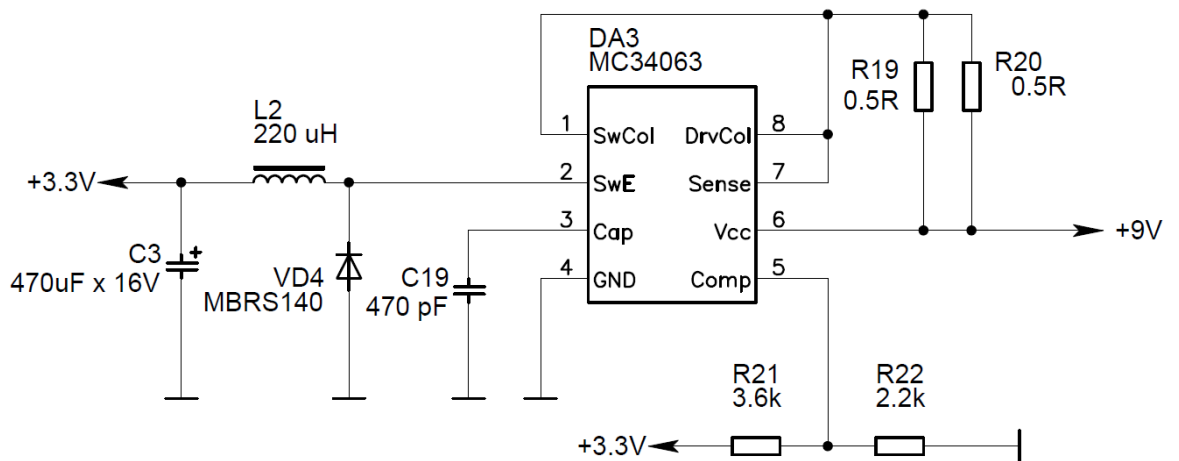 DA3
MC34063
R19
0.5R
R20
0.5R
L2
220 uH
1
SwCol
DrvCol
8
+3.3V
2
SwE
Sense
7
3
Cap
Vcc
6
+9V
C3
470uF x 16V
+
VD4
MBRS140
C19
470 pF
4
GND
Comp
5
R21
3.6k
R22
2.2k
+3.3V